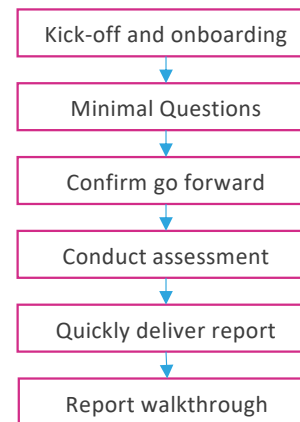 Kick-off and onboarding
Minimal Questions
Confirm go forward
Conduct assessment
Quickly deliver report
Report walkthrough